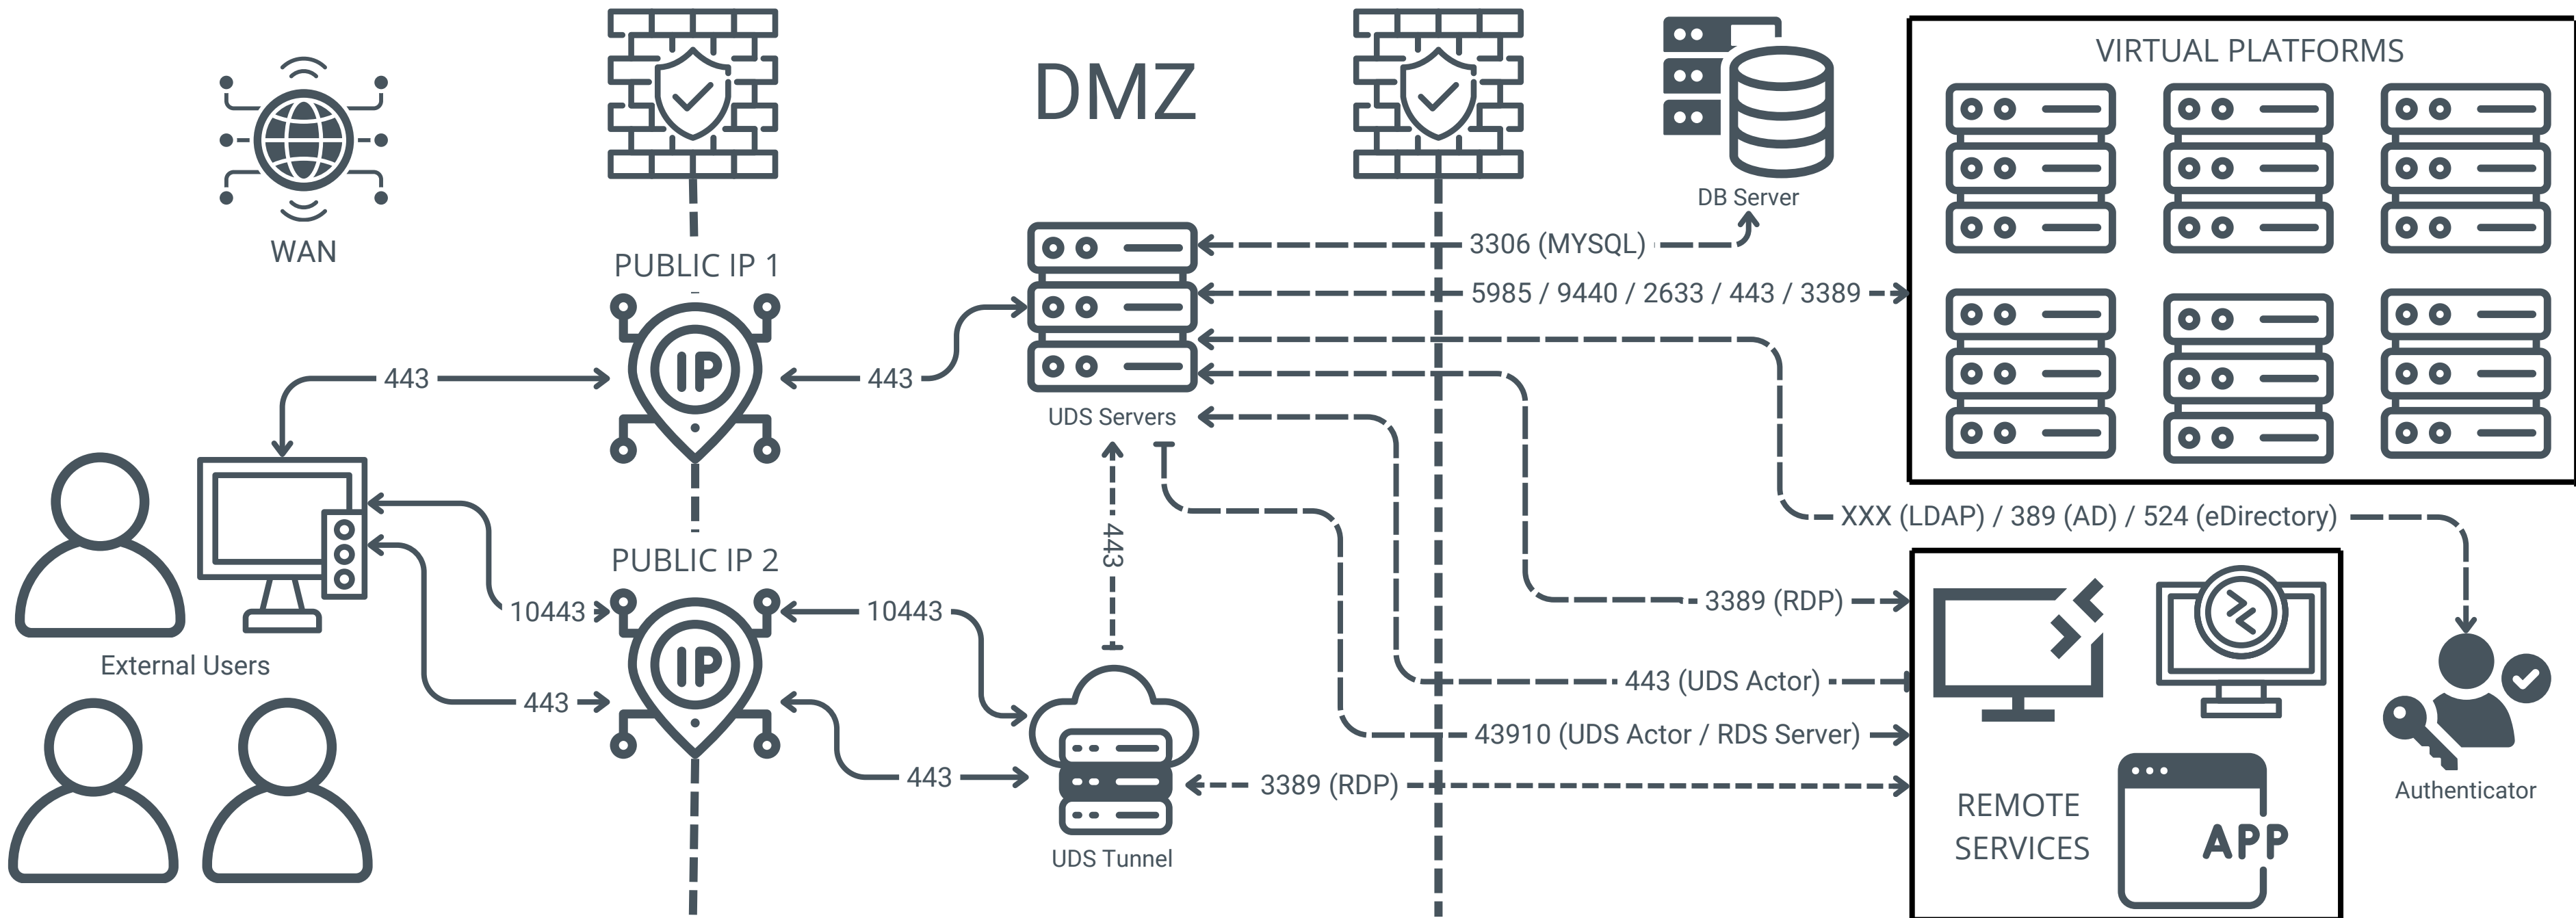 DMZ
VIRTUAL PLATFORMS
DB Server
WAN
3306 (MYSQL)
PUBLIC IP 1
5985 / 9440 / 2633 / 443 / 3389
IP
443
443
UDS Servers
XXX (LDAP) / 389 (AD) / 524 (eDirectory)
443
PUBLIC IP 2
10443
10443
3389 (RDP)
External Users
IP
443 (UDS Actor)
443
43910 (UDS Actor / RDS Server)
443
3389 (RDP)
Authenticator
REMOTE
SERVICES
APP
UDS Tunnel